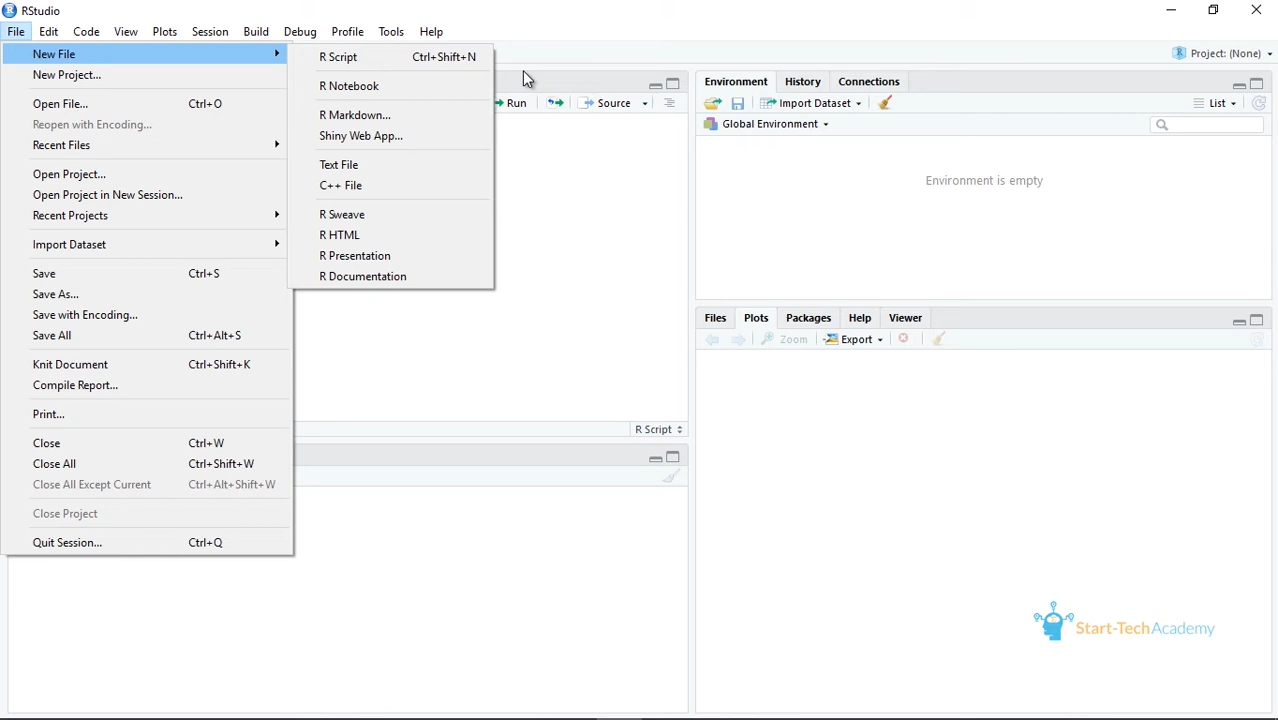 RStudio
File Edit Code View Plots Session Build Debug Profile Tools Help
Project: (None)
New File
New Project...
Open File... Ctrl+O
Reopen with Encoding...
Recent Files
Open Project...
Open Project in New Session...
Recent Projects
Import Dataset
Save Ctrl+S
Save As...
Save with Encoding...
Save All Ctrl+Alt+S
Knit Document Ctrl+Shift+K
Compile Report...
Print...
Close Ctrl+W
Close All Ctrl+Shift+W
Close All Except Current Ctrl+Alt+Shift+W
Close Project
Quit Session... Ctrl+Q
R Script Ctrl+Shift+N
R Notebook
R Markdown...
Shiny Web App...
Text File
C++ File
R Sweave
R HTML
R Presentation
R Documentation
Run Source
R Script
Environment History Connections
Import Dataset List
Global Environment
Environment is empty
Files Plots Packages Help Viewer
Zoom Export
Start-TechAcademy